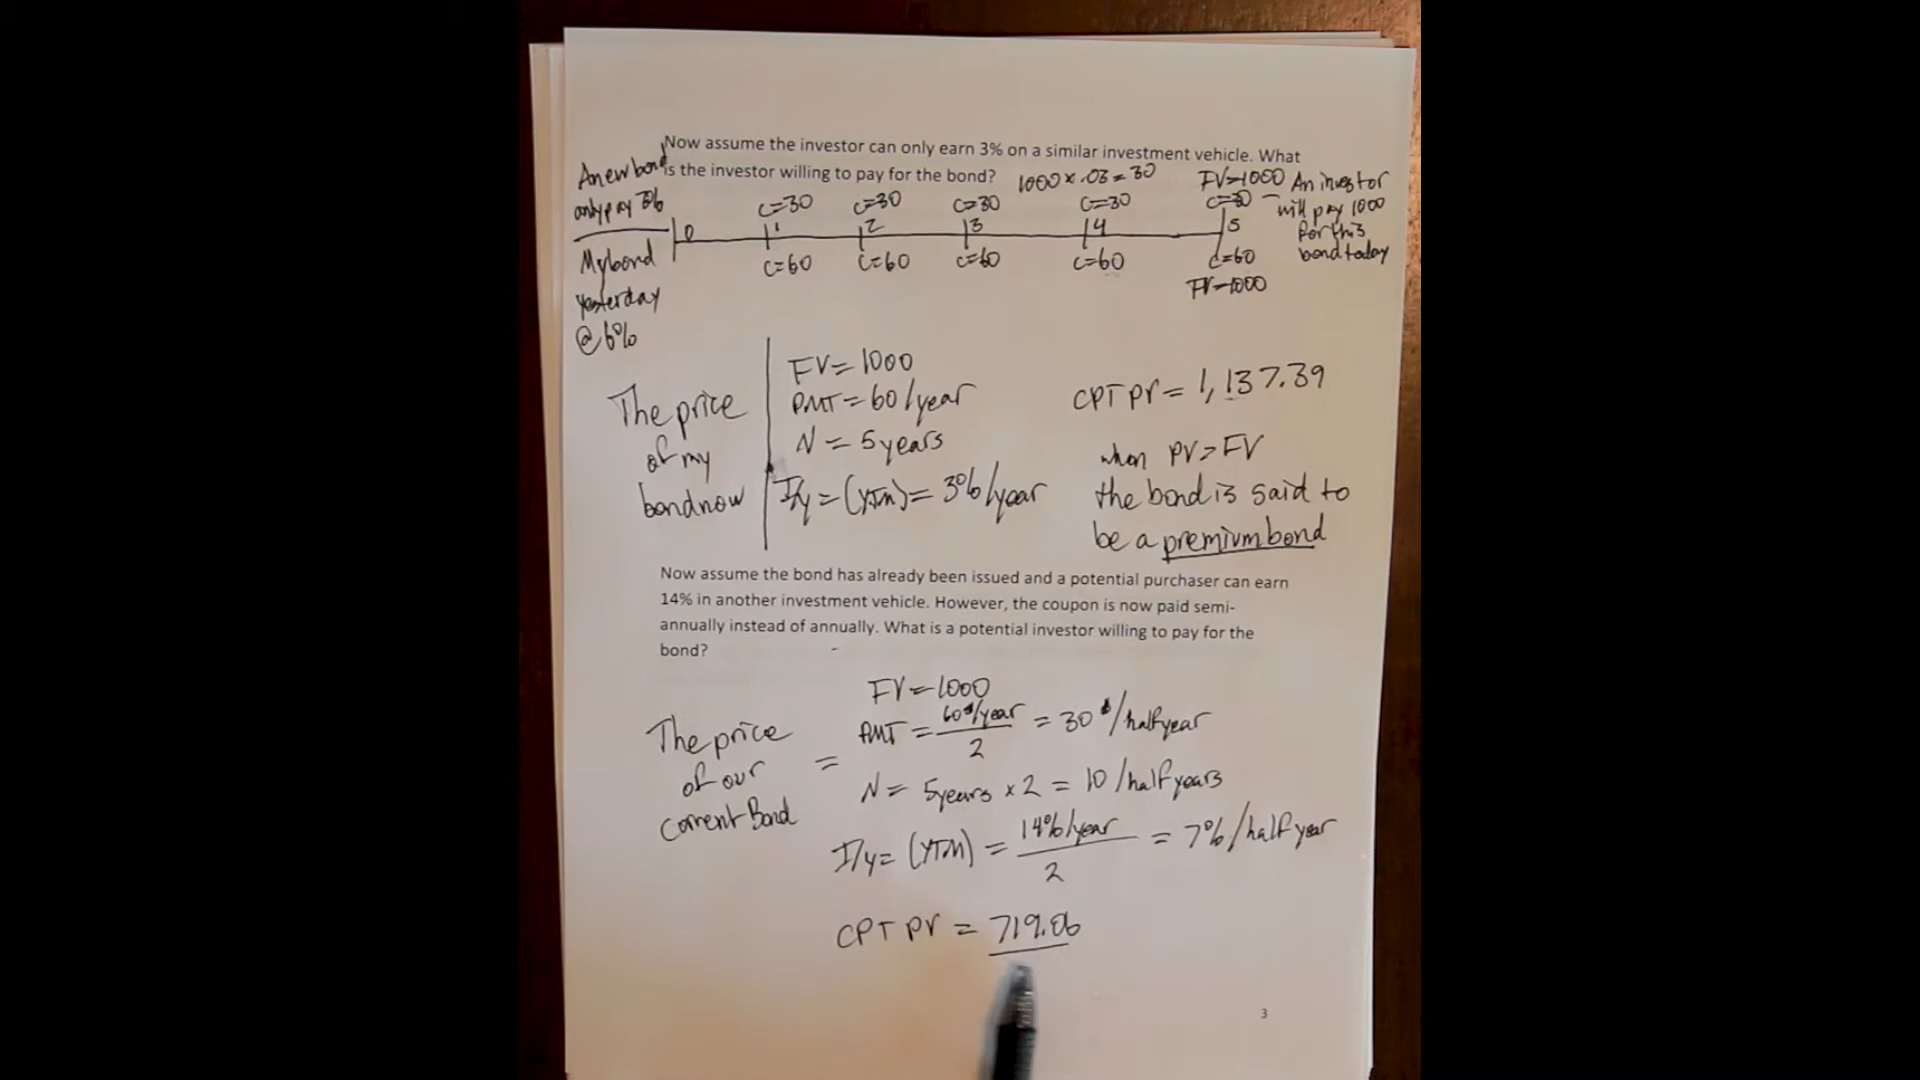 Now assume the investor can only earn 3% on a similar investment vehicle. What
is the investor willing to pay for the bond? 1000 x .03 = 30
A new bond
only pay 3%
My bond
yesterday
@ 6%
FV=1000
c=30 c=30 c=30 c=30 c=30
0 1 2 3 4 5
c=60 c=60 c=60 c=60 c=60
FV=1000
An investor
will pay 1000
for this
bond today
The price
of my
bond now
FV=1000
PMT=60/year
N=5years
I/y=(YTM)=3%/year
CPT PV=1,137.39
when PV>FV
the bond is said to
be a premium bond
Now assume the bond has already been issued and a potential purchaser can earn
14% in another investment vehicle. However, the coupon is now paid semi-
annually instead of annually. What is a potential investor willing to pay for the
bond?
The price
of our
current Bond
=
FV=1000
PMT = 60$/year / 2 = 30$/half year
N = 5years x 2 = 10/half years
I/y = (YTM) = 14%/year / 2 = 7%/half year
CPT PV = 719.06
3